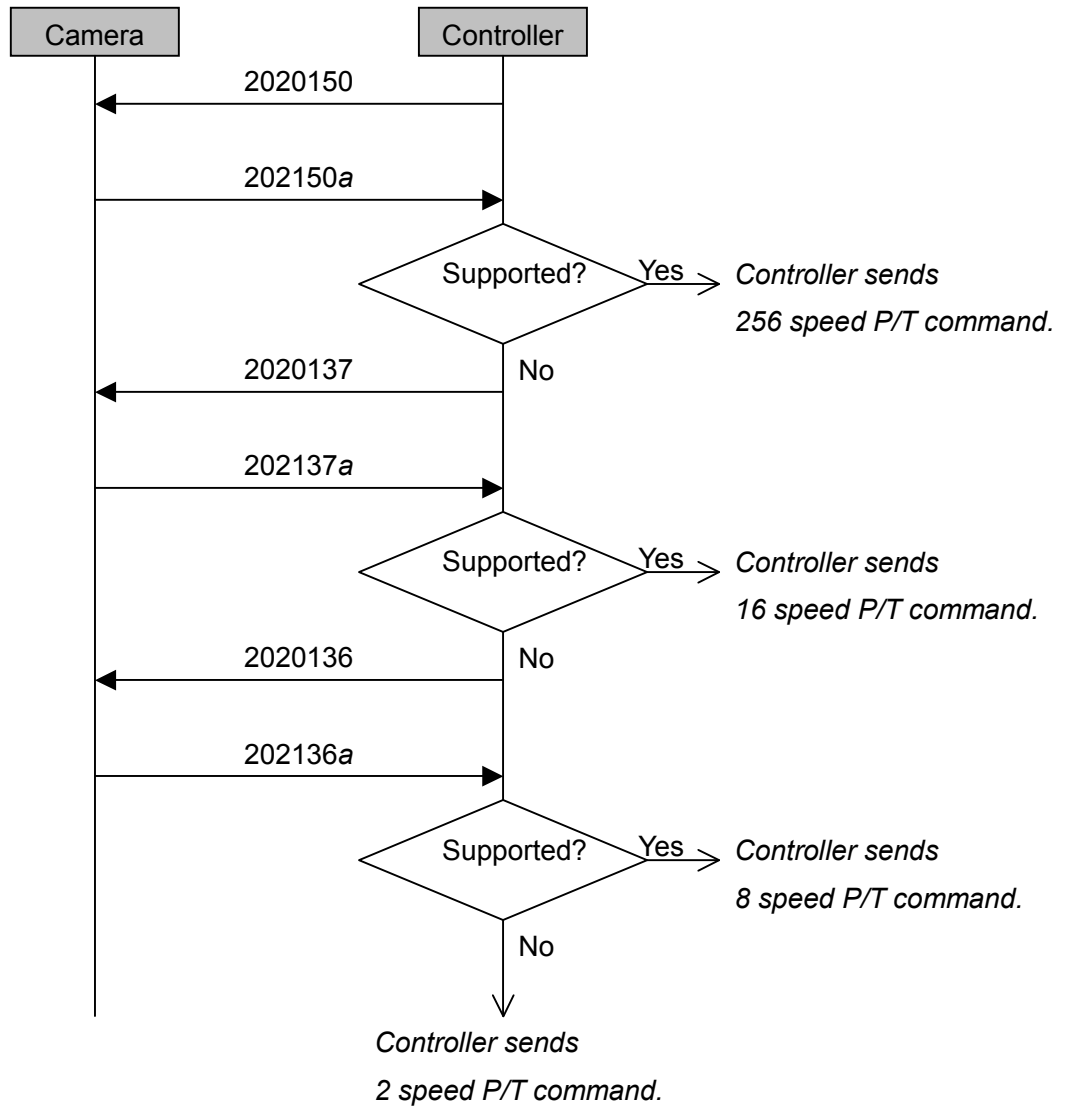 Camera
Controller
2020150
202150a
Supported?
Yes
Controller sends
256 speed P/T command.
No
2020137
202137a
Supported?
Yes
Controller sends
16 speed P/T command.
No
2020136
202136a
Supported?
Yes
Controller sends
8 speed P/T command.
No
Controller sends
2 speed P/T command.